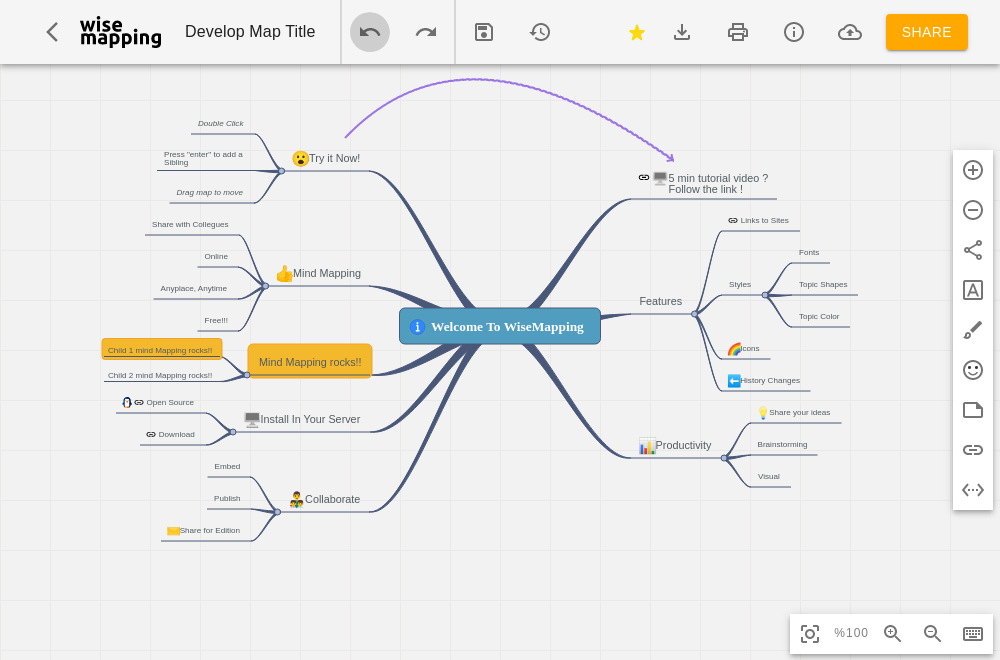 wise
mapping
Develop Map Title
SHARE
Double Click
Press "enter" to add a
Sibling
Drag map to move
Try it Now!
Share with Collegues
Online
Anyplace, Anytime
Free!!!
Mind Mapping
Child 1 mind Mapping rocks!!
Child 2 mind Mapping rocks!!
Mind Mapping rocks!!
Open Source
Download
Install In Your Server
Embed
Publish
Share for Edition
Collaborate
Welcome To WiseMapping
5 min tutorial video ?
Follow the link !
Features
Links to Sites
Styles
Fonts
Topic Shapes
Topic Color
Icons
History Changes
Productivity
Share your ideas
Brainstorming
Visual
%100